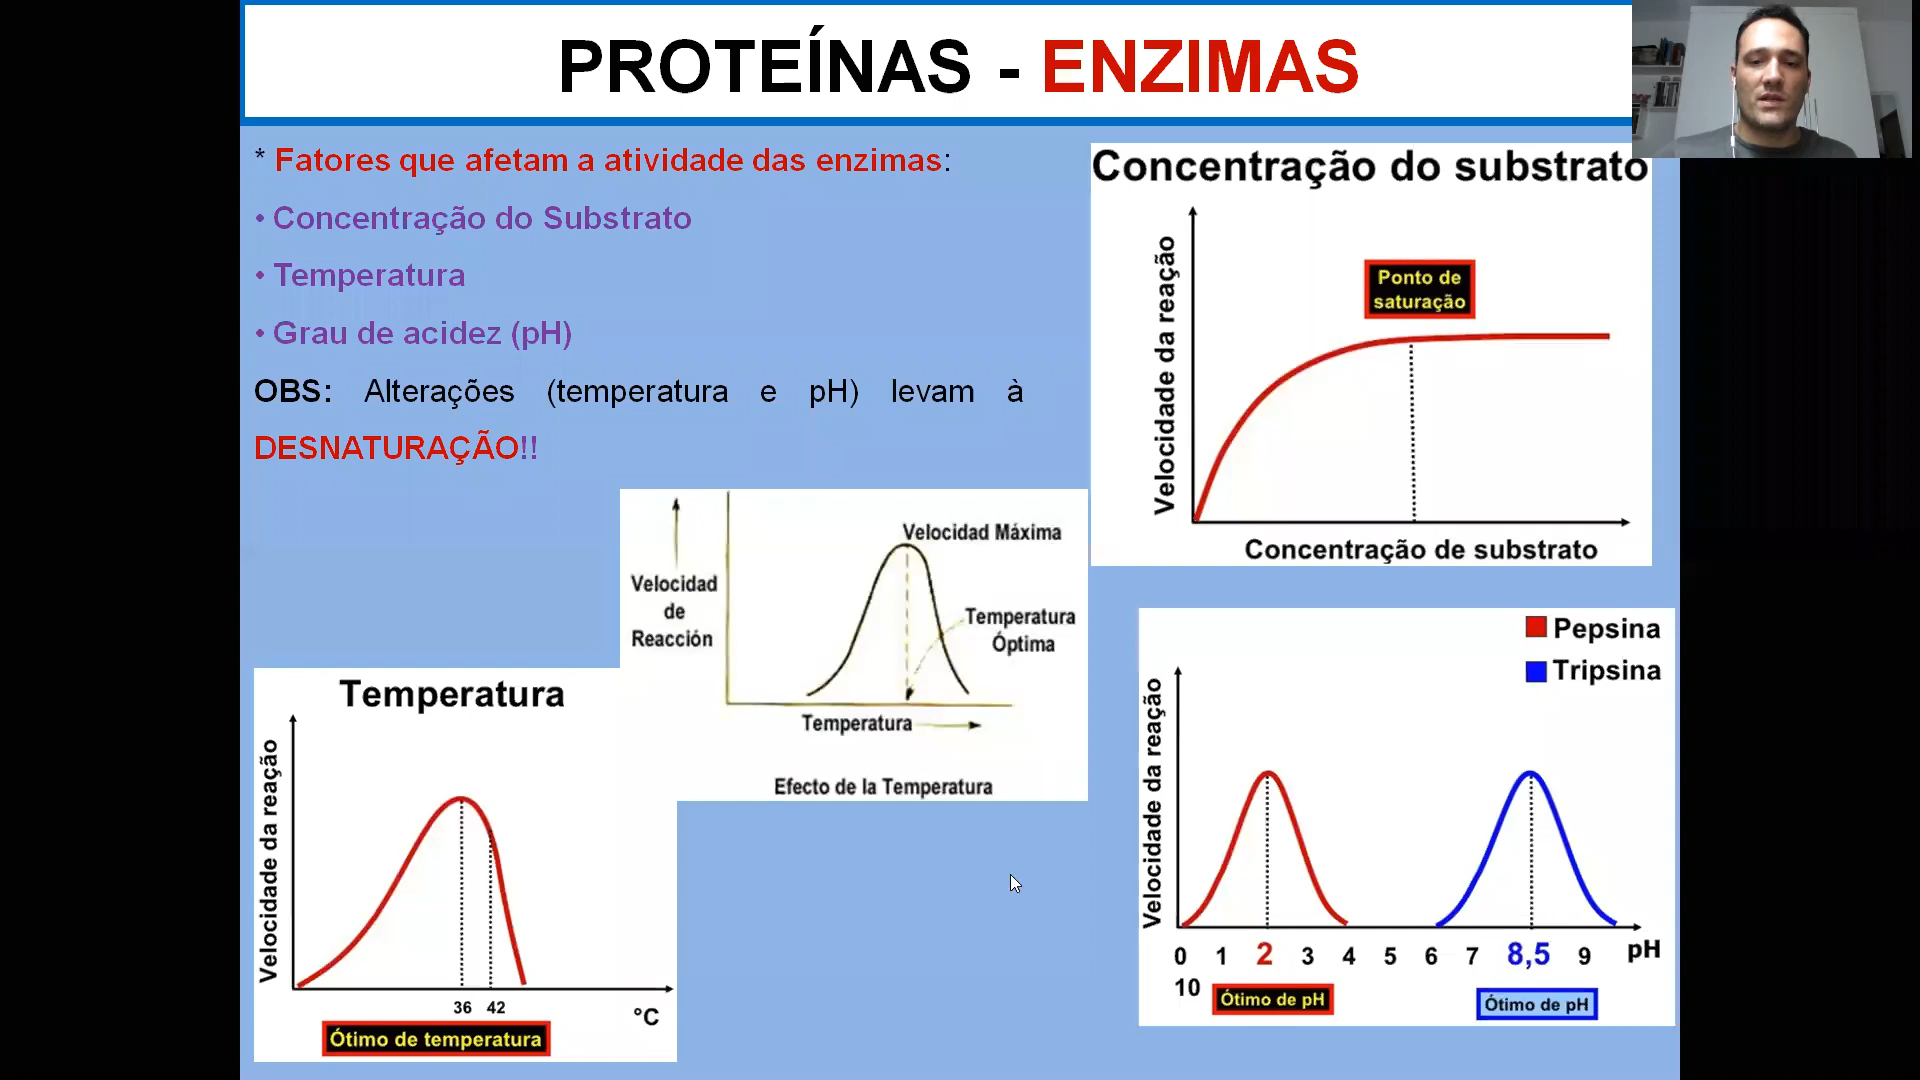 PROTEÍNAS - ENZIMAS
* Fatores que afetam a atividade das enzimas:
• Concentração do Substrato
• Temperatura
• Grau de acidez (pH)
OBS: Alterações (temperatura e pH) levam à
DESNATURAÇÃO!!
Concentração do substrato
Velocidade da reação
Ponto de
saturação
Concentração de substrato
Velocidad Máxima
Velocidad
de
Reacción
Temperatura
Óptima
Temperatura
Efecto de la Temperatura
Temperatura
Velocidade da reação
36 42
°C
Ótimo de temperatura
Pepsina
Tripsina
Velocidade da reação
0 1 2 3 4 5 6 7 8,5 9 pH
10
Ótimo de pH
Ótimo de pH